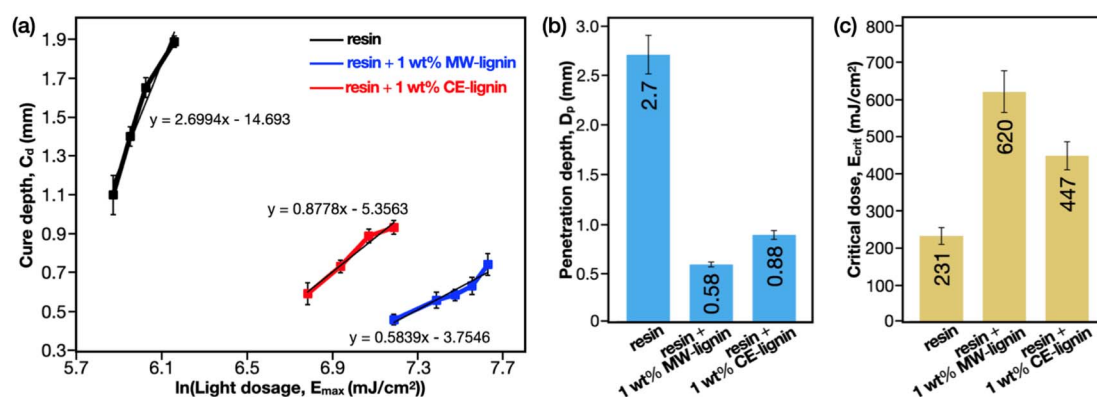 (a)
resin
resin + 1 wt% MW-lignin
resin + 1 wt% CE-lignin
y = 2.6994x - 14.693
y = 0.8778x - 5.3563
y = 0.5839x - 3.7546
Cure depth, C_d (mm)
1.9
1.7
1.5
1.3
1.1
0.9
0.7
0.5
0.3
5.7 6.1 6.5 6.9 7.3 7.7
ln(Light dosage, E_max (mJ/cm²))
(b)
Penetration depth, D_p (mm)
3.0
2.5
2.0
1.5
1.0
0.5
0
2.7
0.58
0.88
resin
resin +
1 wt% MW-lignin
resin +
1 wt% CE-lignin
(c)
Critical dose, E_crit (mJ/cm²)
800
700
600
500
400
300
200
100
0
231
620
447
resin
resin +
1 wt% MW-lignin
resin +
1 wt% CE-lignin